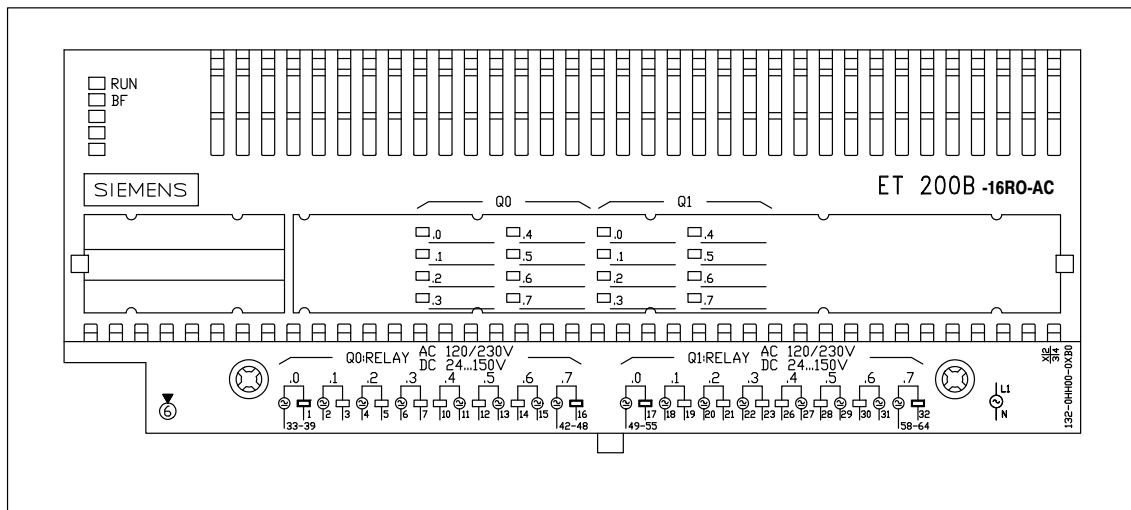 RUN
BF
SIEMENS
ET 200B -16RO-AC
Q0 Q1
.0 .4 .0 .4
.1 .5 .1 .5
.2 .6 .2 .6
.3 .7 .3 .7
Q0:RELAY AC 120/230V DC 24...150V
Q1:RELAY AC 120/230V DC 24...150V
.0 .1 .2 .3 .4 .5 .6 .7
.0 .1 .2 .3 .4 .5 .6 .7
6
1 2 3 4 5 6 7 10 11 12 13 14 15 16
17 18 19 20 21 22 23 26 27 28 29 30 31 32
33-39 42-48 49-55 58-64
L1
N
X12
314
132-0HH00-0XB0